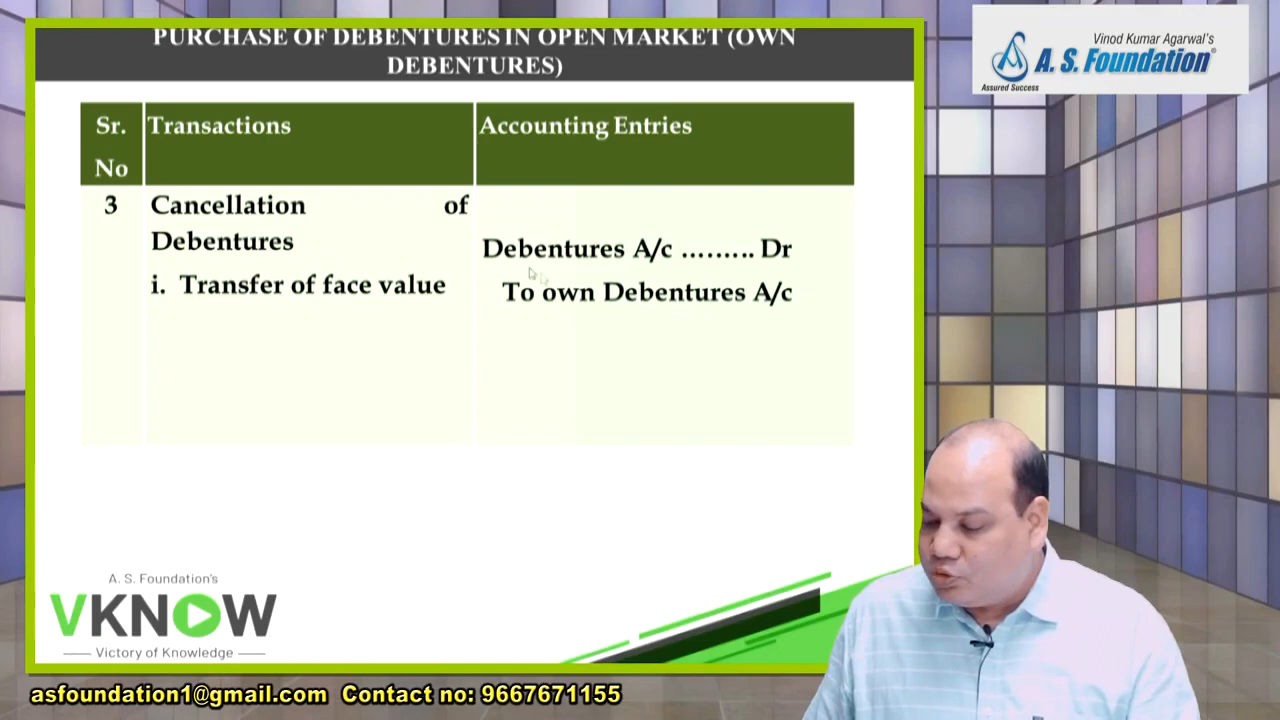 PURCHASE OF DEBENTURES IN OPEN MARKET (OWN
DEBENTURES)
Vinod Kumar Agarwal's
A. S. Foundation®
Assured Success
Sr. No
Transactions
Accounting Entries
3
Cancellation of
Debentures
i. Transfer of face value
Debentures A/c ......... Dr
To own Debentures A/c
A. S. Foundation's
VKNOW
Victory of Knowledge
asfoundation1@gmail.com Contact no: 9667671155